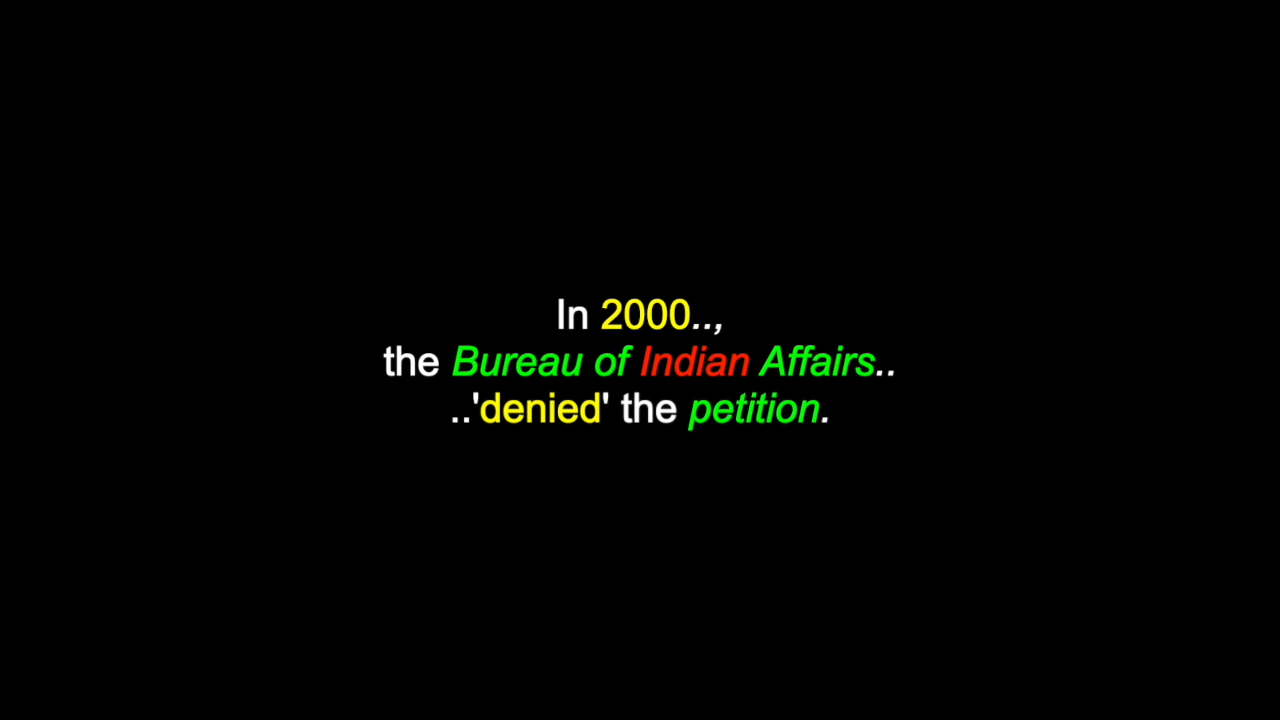 In 2000..,
the Bureau of Indian Affairs..
..'denied' the petition.